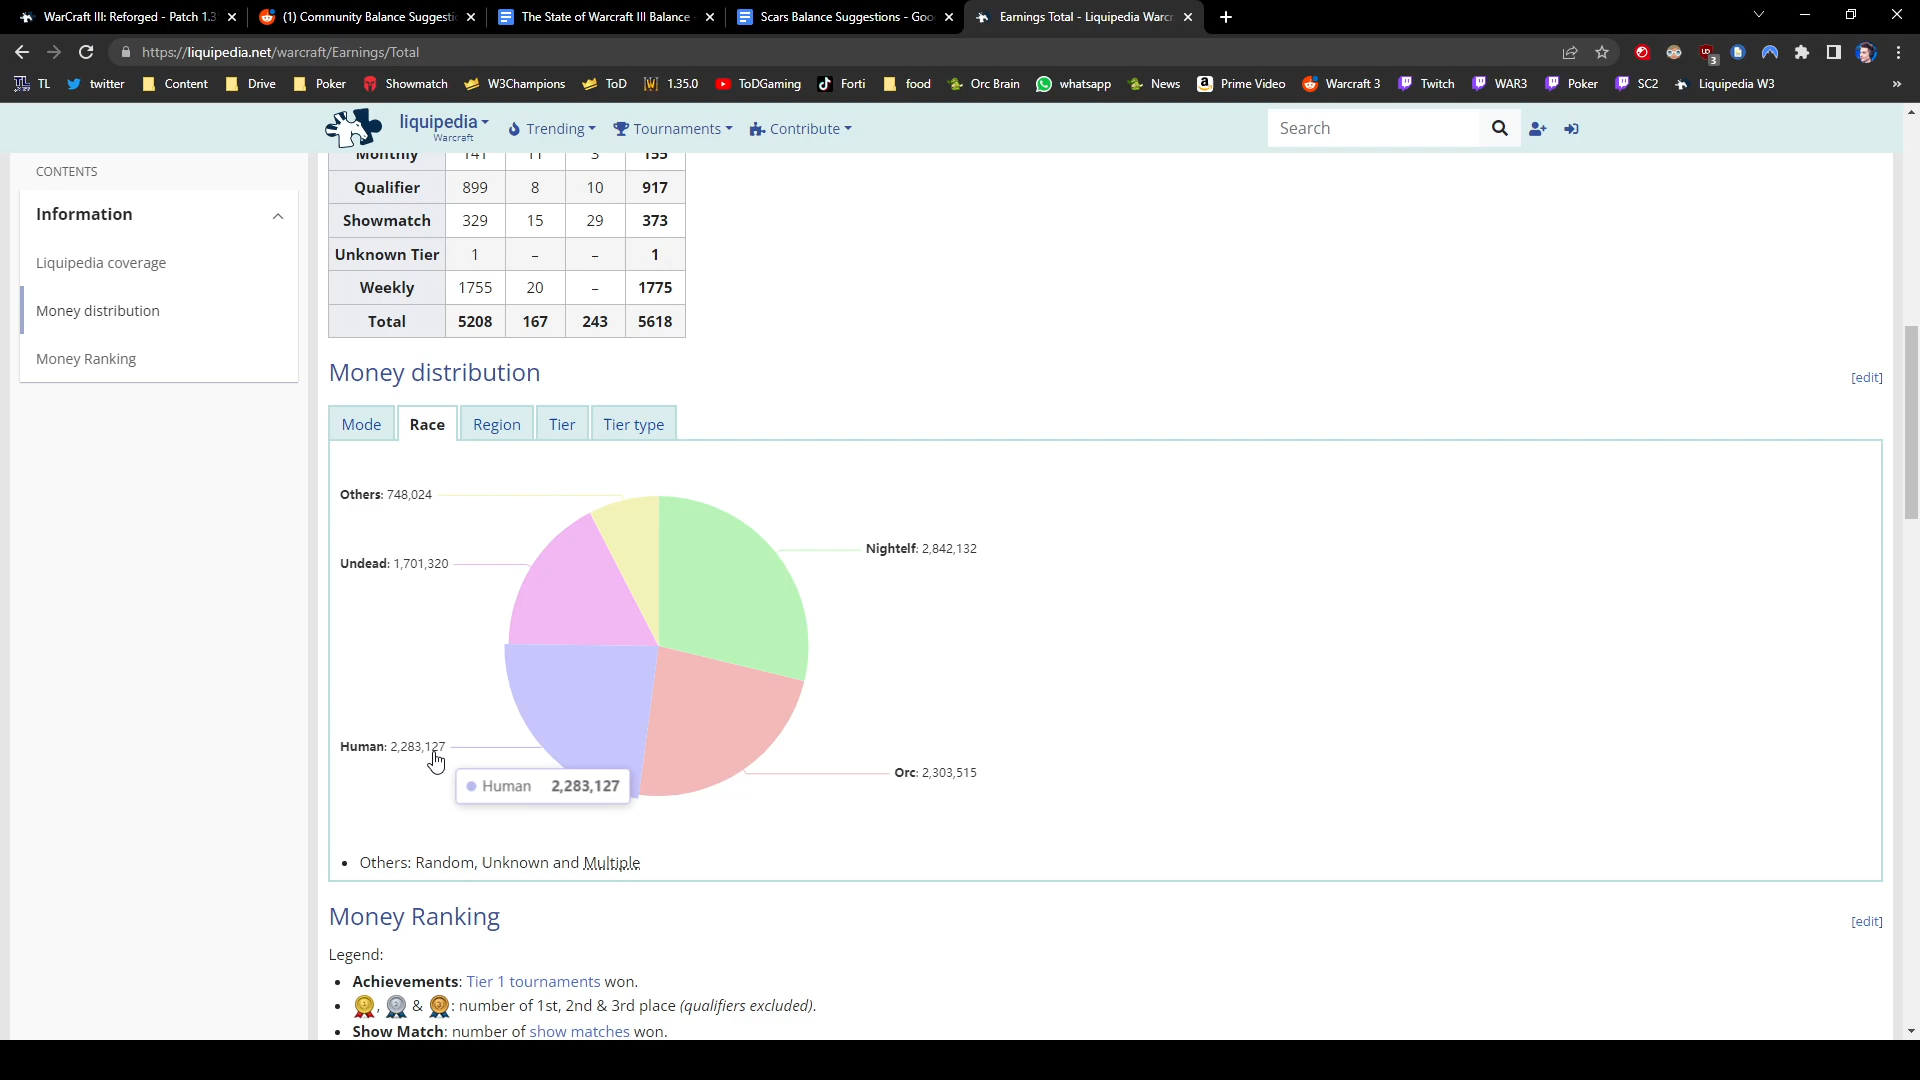 WarCraft III: Reforged - Patch 1.3
(1) Community Balance Suggesti
The State of Warcraft III Balance
Scars Balance Suggestions - Goo
Earnings Total - Liquipedia Warcr
https://liquipedia.net/warcraft/Earnings/Total
TL twitter Content Drive Poker Showmatch W3Champions ToD 1.35.0 ToDGaming Forti food Orc Brain whatsapp News Prime Video Warcraft 3 Twitch WAR3 Poker SC2 Liquipedia W3 »
liquipedia
Warcraft
Trending Tournaments Contribute Search
CONTENTS
Information
Liquipedia coverage
Money distribution
Money Ranking
Monthly 141 11 3 155
Qualifier 899 8 10 917
Showmatch 329 15 29 373
Unknown Tier 1 – – 1
Weekly 1755 20 – 1775
Total 5208 167 243 5618
Money distribution [edit]
Mode Race Region Tier Tier type
Others: 748,024
Nightelf: 2,842,132
Undead: 1,701,320
Human: 2,283,127
Orc: 2,303,515
Human 2,283,127
• Others: Random, Unknown and Multiple
Money Ranking [edit]
Legend:
• Achievements: Tier 1 tournaments won.
• , & : number of 1st, 2nd & 3rd place (qualifiers excluded).
• Show Match: number of show matches won.